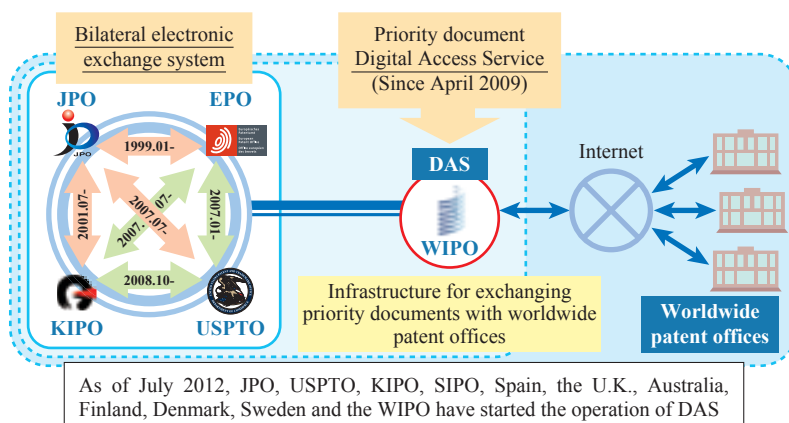 Bilateral electronic
exchange system
Priority document
Digital Access Service
(Since April 2009)
JPO
EPO
JPO
1999.01-
2001.07-
2007.07-
2007. 07-
2007.01-
2008.10-
KIPO
USPTO
DAS
WIPO
Internet
Infrastructure for exchanging
priority documents with worldwide
patent offices
Worldwide
patent offices
As of July 2012, JPO, USPTO, KIPO, SIPO, Spain, the U.K., Australia,
Finland, Denmark, Sweden and the WIPO have started the operation of DAS